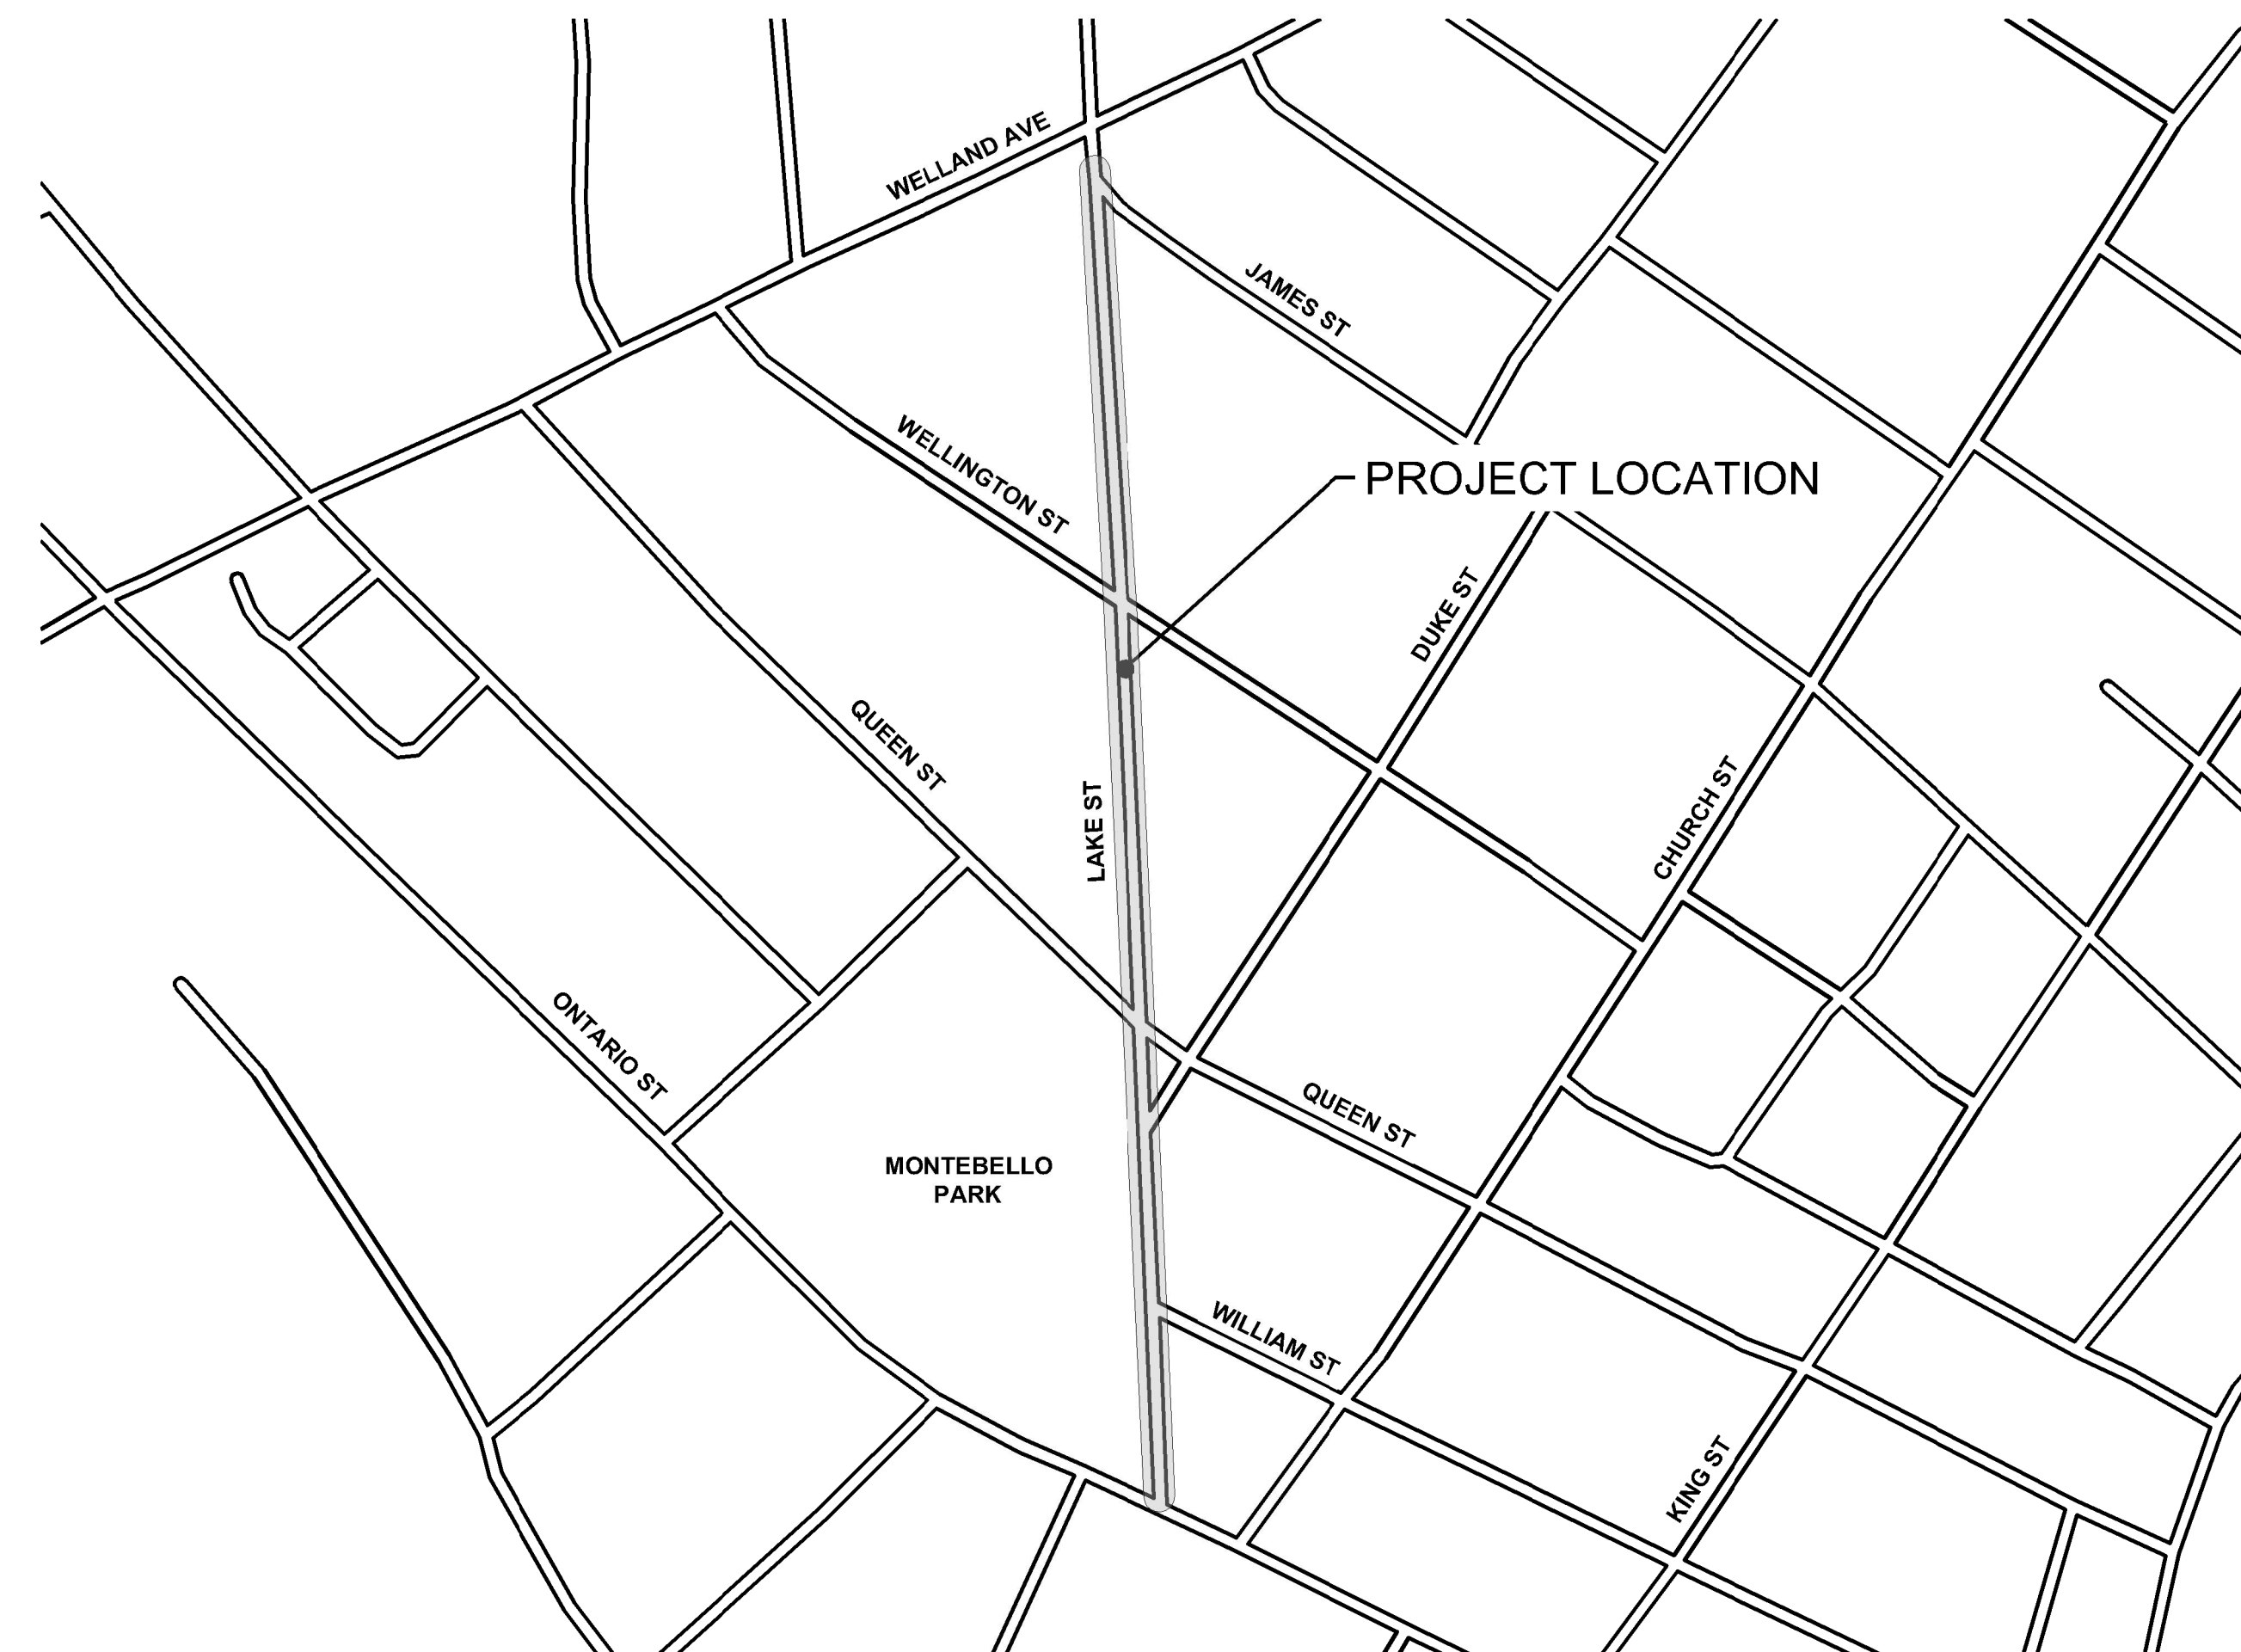 WELLAND AVE
JAMES ST
WELLINGTON ST
PROJECT LOCATION
DUKE ST
QUEEN ST
LAKE ST
CHURCH ST
ONTARIO ST
QUEEN ST
MONTEBELLO
PARK
WILLIAM ST
KING ST